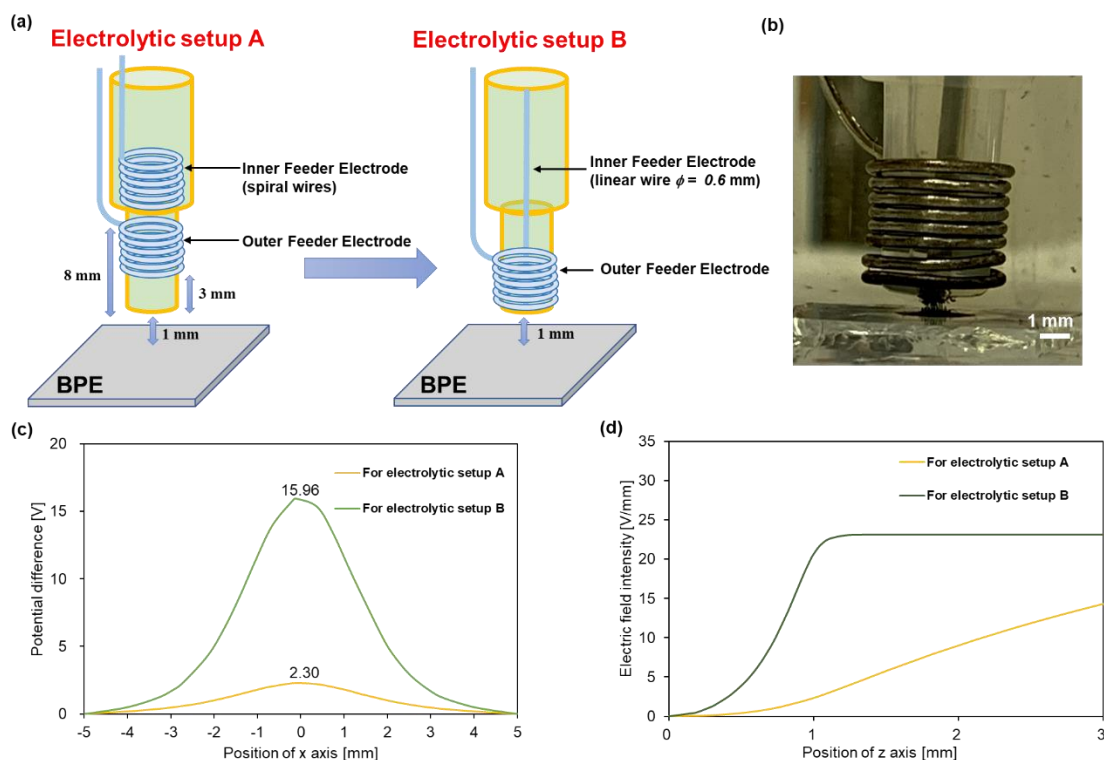 (a)
Electrolytic setup A
Electrolytic setup B
(b)
Inner Feeder Electrode
(spiral wires)
Outer Feeder Electrode
8 mm
3 mm
1 mm
BPE
Inner Feeder Electrode
(linear wire ϕ = 0.6 mm)
Outer Feeder Electrode
1 mm
BPE
1 mm
(c)
20
15
10
5
0
Potential difference [V]
For electrolytic setup A
15.96
For electrolytic setup B
2.30
-5 -4 -3 -2 -1 0 1 2 3 4 5
Position of x axis [mm]
(d)
35
30
25
20
15
10
5
0
Electric field intensity [V/mm]
For electrolytic setup A
For electrolytic setup B
0 1 2 3
Position of z axis [mm]